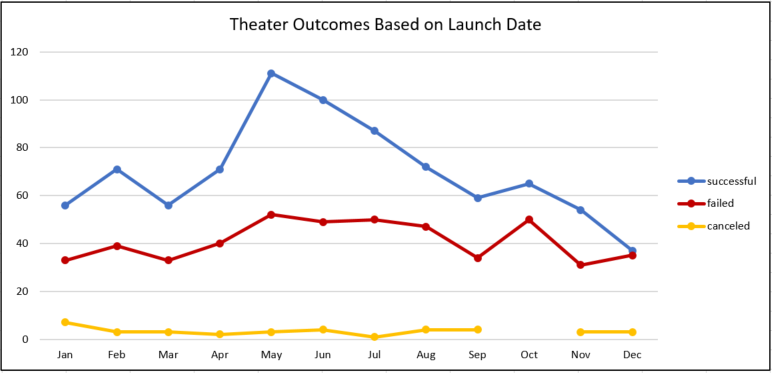 Theater Outcomes Based on Launch Date
120
100
80
60
40
20
0
Jan Feb Mar Apr May Jun Jul Aug Sep Oct Nov Dec
successful
failed
canceled